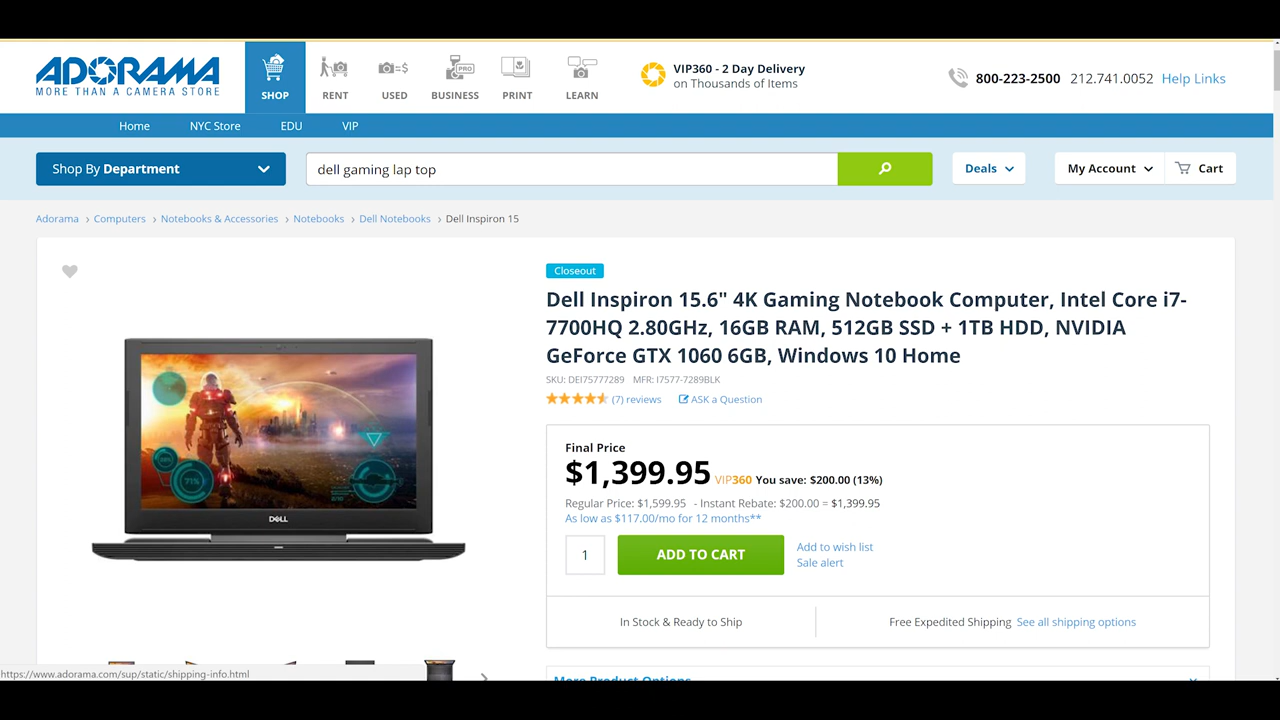 ADORAMA
MORE THAN A CAMERA STORE
SHOP
RENT
=$
USED
PRO
BUSINESS
PRINT
LEARN
VIP360 - 2 Day Delivery
on Thousands of Items
800-223-2500 212.741.0052 Help Links
Home NYC Store EDU VIP
Shop By Department
dell gaming lap top
Deals
My Account
Cart
Adorama › Computers › Notebooks & Accessories › Notebooks › Dell Notebooks › Dell Inspiron 15
Closeout
Dell Inspiron 15.6" 4K Gaming Notebook Computer, Intel Core i7-
7700HQ 2.80GHz, 16GB RAM, 512GB SSD + 1TB HDD, NVIDIA
GeForce GTX 1060 6GB, Windows 10 Home
SKU: DEI75777289 MFR: I7577-7289BLK
(7) reviews ASK a Question
71%
DELL
Final Price
$1,399.95 VIP360 You save: $200.00 (13%)
Regular Price: $1,599.95 - Instant Rebate: $200.00 = $1,399.95
As low as $117.00/mo for 12 months**
1
ADD TO CART
Add to wish list
Sale alert
In Stock & Ready to Ship
Free Expedited Shipping See all shipping options
More Product Options
https://www.adorama.com/sup/static/shipping-info.html